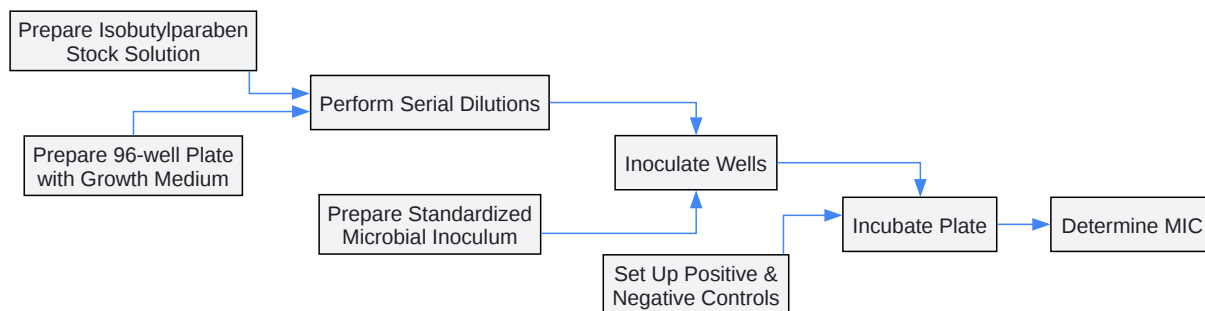 Prepare Isobutylparaben
Stock Solution
Perform Serial Dilutions
Prepare 96-well Plate
with Growth Medium
Inoculate Wells
Prepare Standardized
Microbial Inoculum
Incubate Plate
Determine MIC
Set Up Positive &
Negative Controls